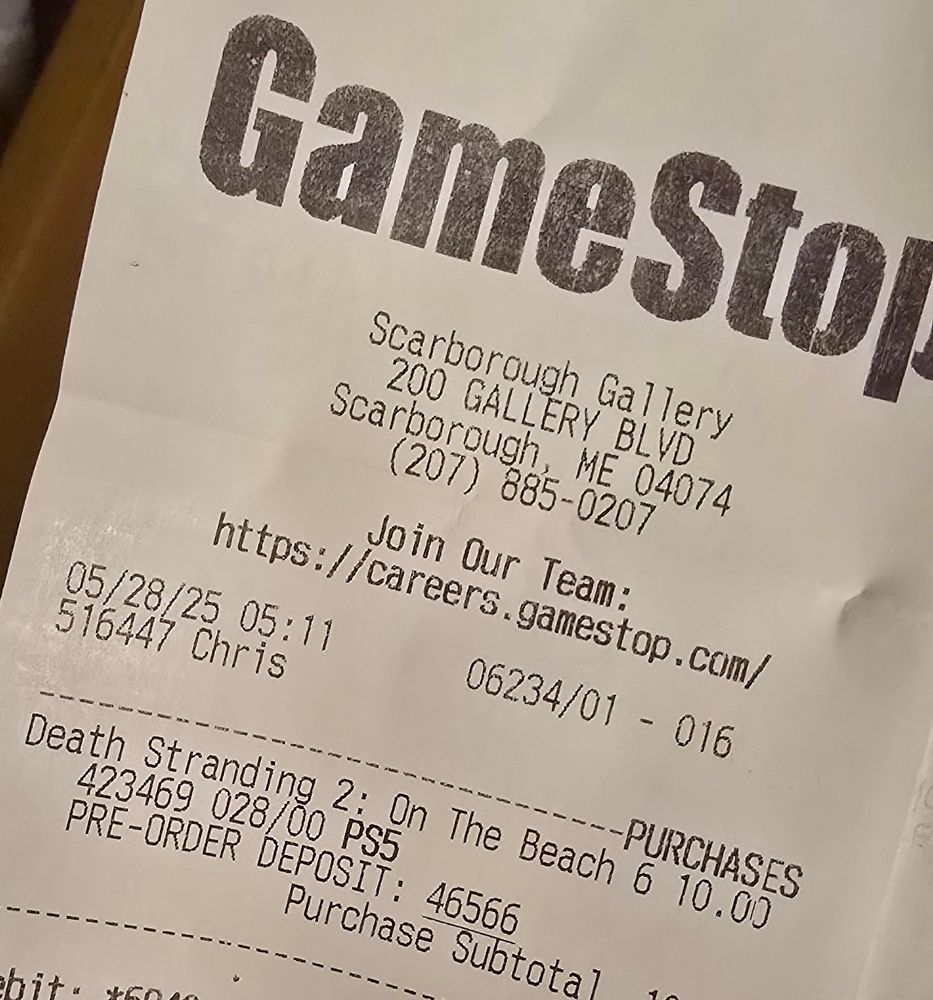 GameStop
Scarborough Gallery
200 GALLERY BLVD
Scarborough, ME 04074
(207) 885-0207
Join Our Team:
https://careers.gamestop.com/
05/28/25 05:11
516447 Chris 06234/01 - 016
PURCHASES
Death Stranding 2: On The Beach 6 10.00
423469 028/00 PS5
PRE-ORDER DEPOSIT: 46566
Purchase Subtotal